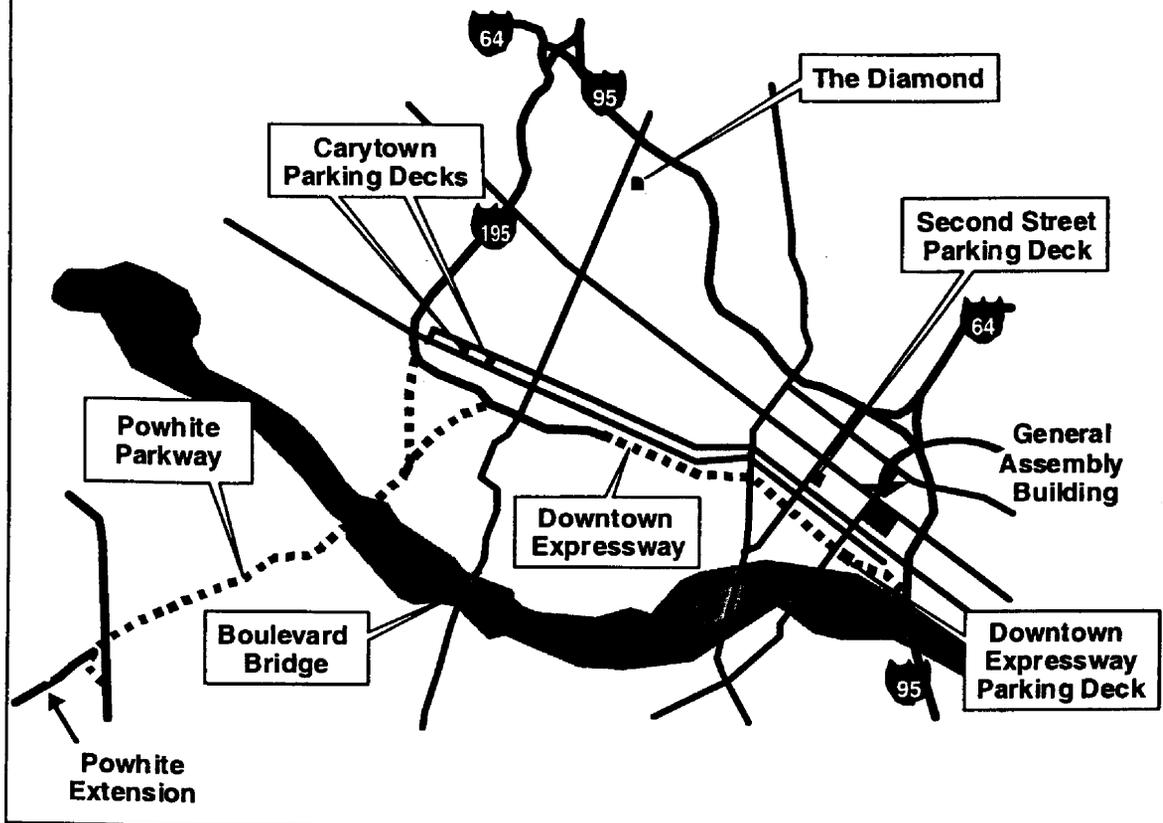 64
95
The Diamond
Carytown
Parking Decks
195
Second Street
Parking Deck
64
Powhite
Parkway
General
Assembly
Building
Downtown
Expressway
Boulevard
Bridge
Downtown
Expressway
Parking Deck
95
Powhite
Extension